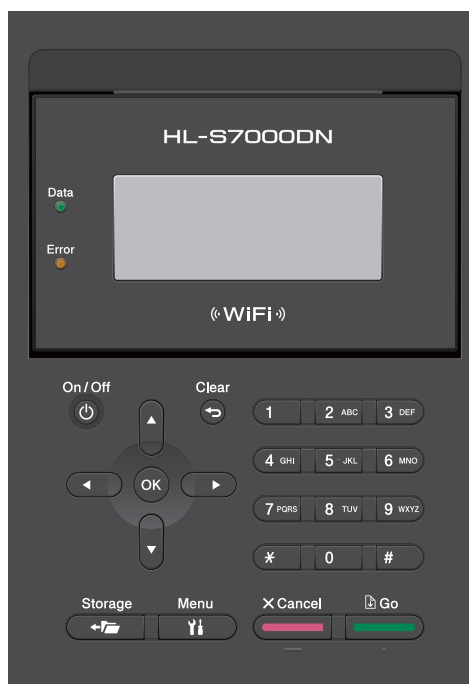 HL-S7000DN
Data
Error
WiFi
On / Off
Clear
1
2 ABC
3 DEF
4 GHI
5 JKL
6 MNO
OK
7 PQRS
8 TUV
9 WXYZ
*
0
#
Storage
Menu
Cancel
Go